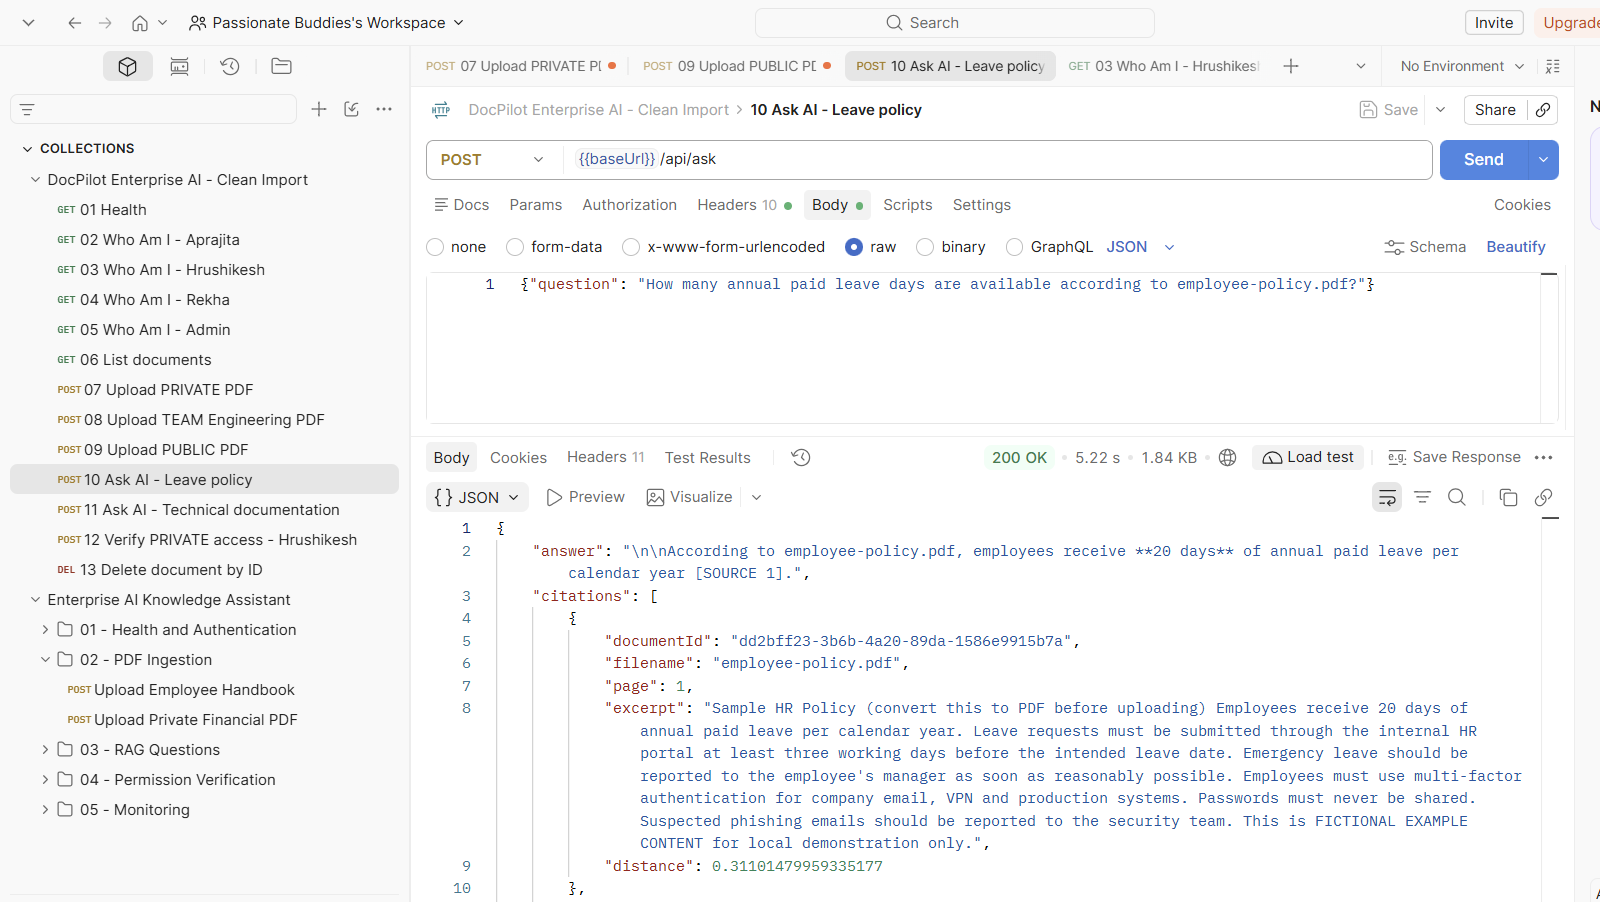 Passionate Buddies's Workspace
Search
Invite
Upgrade
POST 07 Upload PRIVATE PD
POST 09 Upload PUBLIC PD
POST 10 Ask AI - Leave policy
GET 03 Who Am I - Hrushikesh
No Environment
COLLECTIONS
DocPilot Enterprise AI - Clean Import
GET 01 Health
GET 02 Who Am I - Aprajita
GET 03 Who Am I - Hrushikesh
GET 04 Who Am I - Rekha
GET 05 Who Am I - Admin
GET 06 List documents
POST 07 Upload PRIVATE PDF
POST 08 Upload TEAM Engineering PDF
POST 09 Upload PUBLIC PDF
POST 10 Ask AI - Leave policy
POST 11 Ask AI - Technical documentation
POST 12 Verify PRIVATE access - Hrushikesh
DEL 13 Delete document by ID
Enterprise AI Knowledge Assistant
01 - Health and Authentication
02 - PDF Ingestion
POST Upload Employee Handbook
POST Upload Private Financial PDF
03 - RAG Questions
04 - Permission Verification
05 - Monitoring
HTTP DocPilot Enterprise AI - Clean Import > 10 Ask AI - Leave policy
Save
Share
POST {{baseUrl}} /api/ask
Send
Docs Params Authorization Headers 10 Body Scripts Settings Cookies
none form-data x-www-form-urlencoded raw binary GraphQL JSON Schema Beautify
1 {"question": "How many annual paid leave days are available according to employee-policy.pdf?"}
Body Cookies Headers 11 Test Results 200 OK • 5.22 s • 1.84 KB • Load test e.g. Save Response
{} JSON Preview Visualize
1 {
2 "answer": "\n\nAccording to employee-policy.pdf, employees receive **20 days** of annual paid leave per
calendar year [SOURCE 1].",
3 "citations": [
4 {
5 "documentId": "dd2bff23-3b6b-4a20-89da-1586e9915b7a",
6 "filename": "employee-policy.pdf",
7 "page": 1,
8 "excerpt": "Sample HR Policy (convert this to PDF before uploading) Employees receive 20 days of
annual paid leave per calendar year. Leave requests must be submitted through the internal HR
portal at least three working days before the intended leave date. Emergency leave should be
reported to the employee's manager as soon as reasonably possible. Employees must use multi-factor
authentication for company email, VPN and production systems. Passwords must never be shared.
Suspected phishing emails should be reported to the security team. This is FICTIONAL EXAMPLE
CONTENT for local demonstration only.",
9 "distance": 0.31101479959335177
10 },